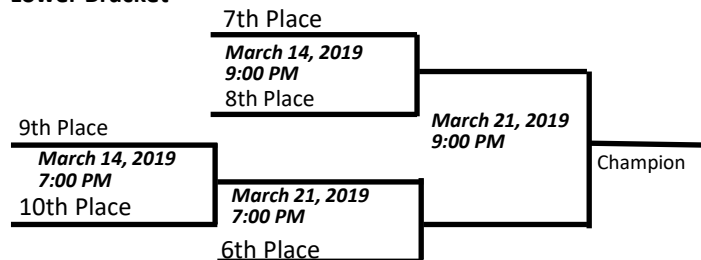 Lower Bracket
7th Place
March 14, 2019
9:00 PM
8th Place
March 21, 2019
9:00 PM
9th Place
March 14, 2019
7:00 PM
10th Place
Champion
March 21, 2019
7:00 PM
6th Place